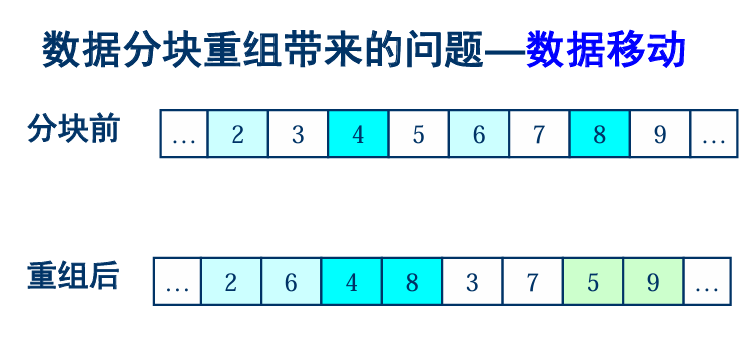 数据分块重组带来的问题—数据移动
分块前 … 2 3 4 5 6 7 8 9 …
重组后 … 2 6 4 8 3 7 5 9 …